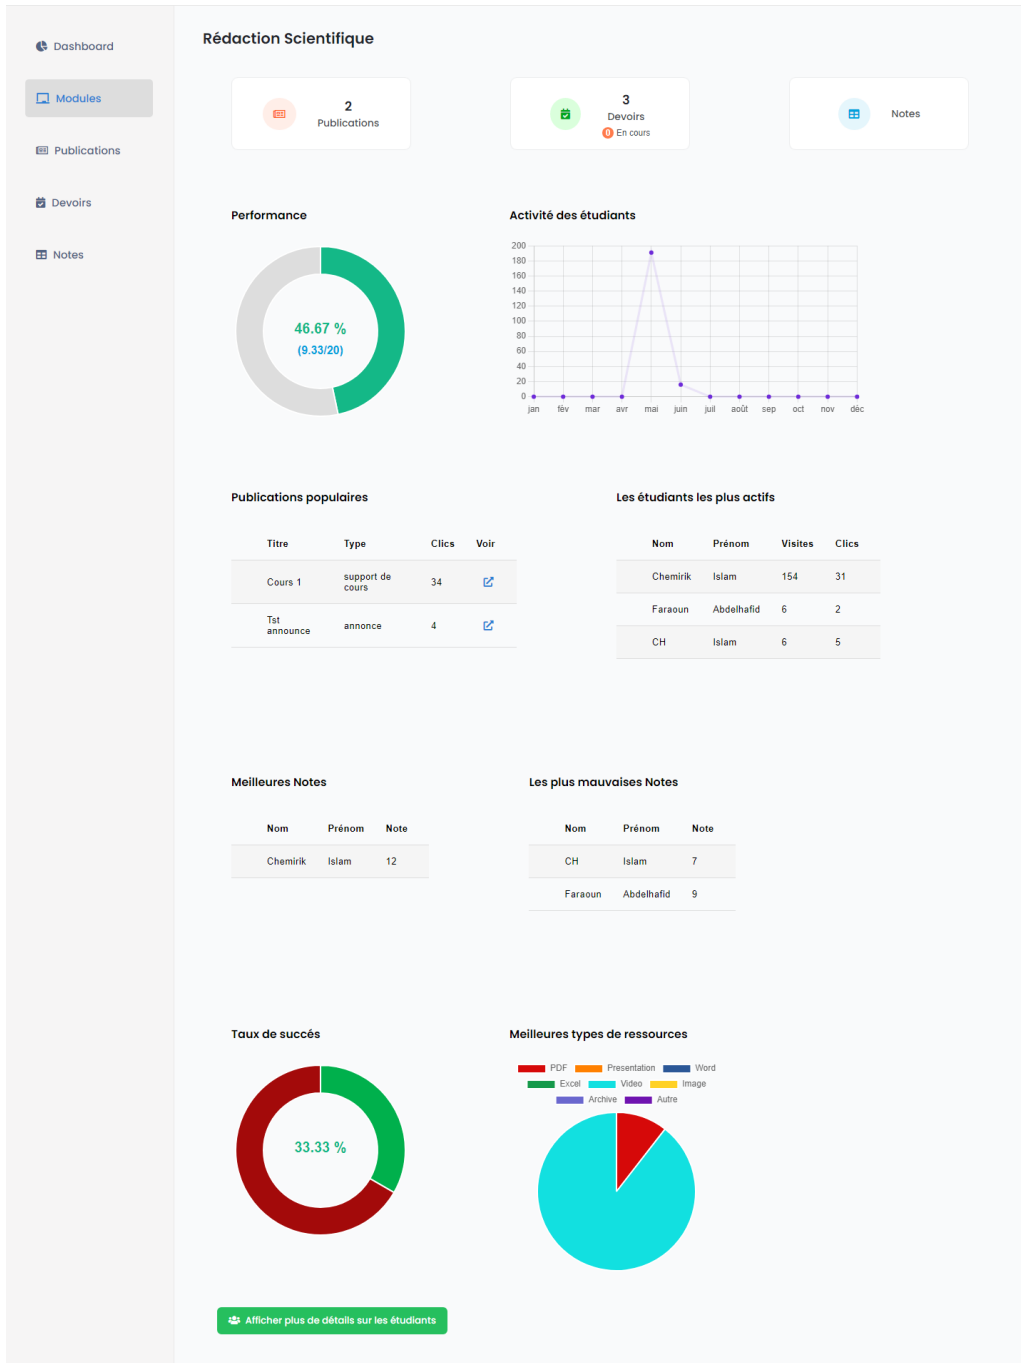 Dashboard
Modules
Publications
Devoirs
Notes
Rédaction Scientifique
2
Publications
3
Devoirs
0 En cours
Notes
Performance
46.67 %
(9.33/20)
Activité des étudiants
200
180
160
140
120
100
80
60
40
20
0
jan fév mar avr mai juin juil août sep oct nov déc
Publications populaires
Titre Type Clics Voir
Cours 1 support de cours 34
Tst announce annonce 4
Les étudiants les plus actifs
Nom Prénom Visites Clics
Chemirik Islam 154 31
Faraoun Abdelhafid 6 2
CH Islam 6 5
Meilleures Notes
Nom Prénom Note
Chemirik Islam 12
Les plus mauvaises Notes
Nom Prénom Note
CH Islam 7
Faraoun Abdelhafid 9
Taux de succés
33.33 %
Meilleures types de ressources
PDF Presentation Word
Excel Video Image
Archive Autre
Afficher plus de détails sur les étudiants